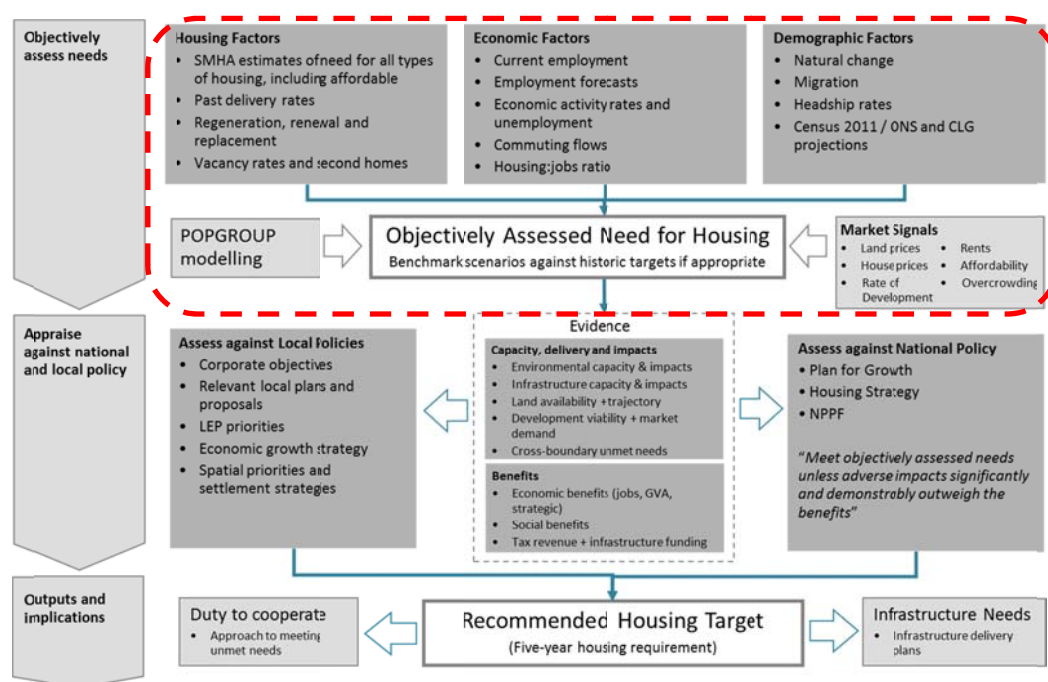 Objectively
assess needs
Housing Factors
• SMHA estimates of need for all types
of housing, including affordable
• Past delivery rates
• Regeneration, renewal and
replacement
• Vacancy rates and second homes
Economic Factors
• Current employment
• Employment forecasts
• Economic activity rates and
unemployment
• Commuting flows
• Housing:jobs ratio
Demographic Factors
• Natural change
• Migration
• Headship rates
• Census 2011 / ONS and CLG
projections
POPGROUP
modelling
Objectively Assessed Need for Housing
Benchmark scenarios against historic targets if appropriate
Market Signals
• Land prices
• House prices
• Rate of
Development
• Rents
• Affordability
• Overcrowding
Appraise
against national
and local policy
Assess against Local Policies
• Corporate objectives
• Relevant local plans and
proposals
• LEP priorities
• Economic growth strategy
• Spatial priorities and
settlement strategies
Evidence
Capacity, delivery and impacts
• Environmental capacity & impacts
• Infrastructure capacity & impacts
• Land availability + trajectory
• Development viability + market
demand
• Cross-boundary unmet needs
Benefits
• Economic benefits (jobs, GVA,
strategic)
• Social benefits
• Tax revenue + infrastructure funding
Assess against National Policy
• Plan for Growth
• Housing Strategy
• NPPF
"Meet objectively assessed needs
unless adverse impacts significantly
and demonstrably outweigh the
benefits"
Outputs and
implications
Duty to cooperate
• Approach to meeting
unmet needs
Recommended Housing Target
(Five-year housing requirement)
Infrastructure Needs
• Infrastructure delivery
plans